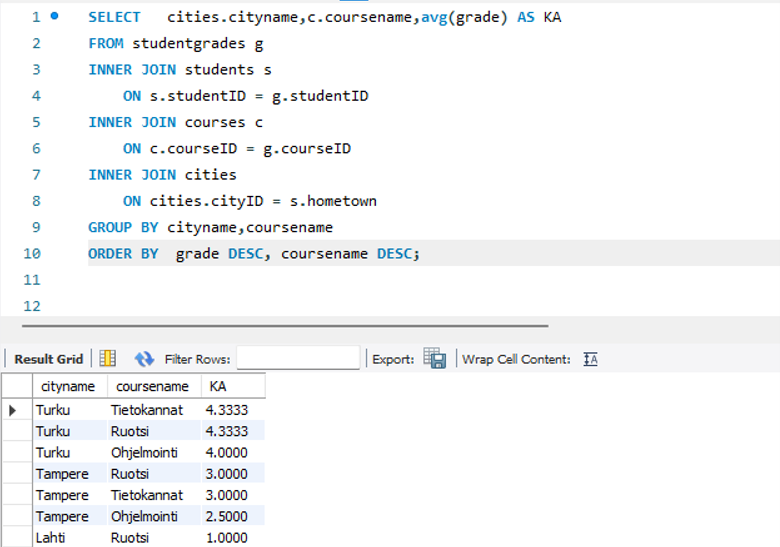 1 SELECT cities.cityname,c.coursename,avg(grade) AS KA
2 FROM studentgrades g
3 INNER JOIN students s
4 ON s.studentID = g.studentID
5 INNER JOIN courses c
6 ON c.courseID = g.courseID
7 INNER JOIN cities
8 ON cities.cityID = s.hometown
9 GROUP BY cityname,coursename
10 ORDER BY grade DESC, coursename DESC;
11
12
Result Grid Filter Rows: Export: Wrap Cell Content: IA
cityname coursename KA
Turku Tietokannat 4.3333
Turku Ruotsi 4.3333
Turku Ohjelmointi 4.0000
Tampere Ruotsi 3.0000
Tampere Tietokannat 3.0000
Tampere Ohjelmointi 2.5000
Lahti Ruotsi 1.0000